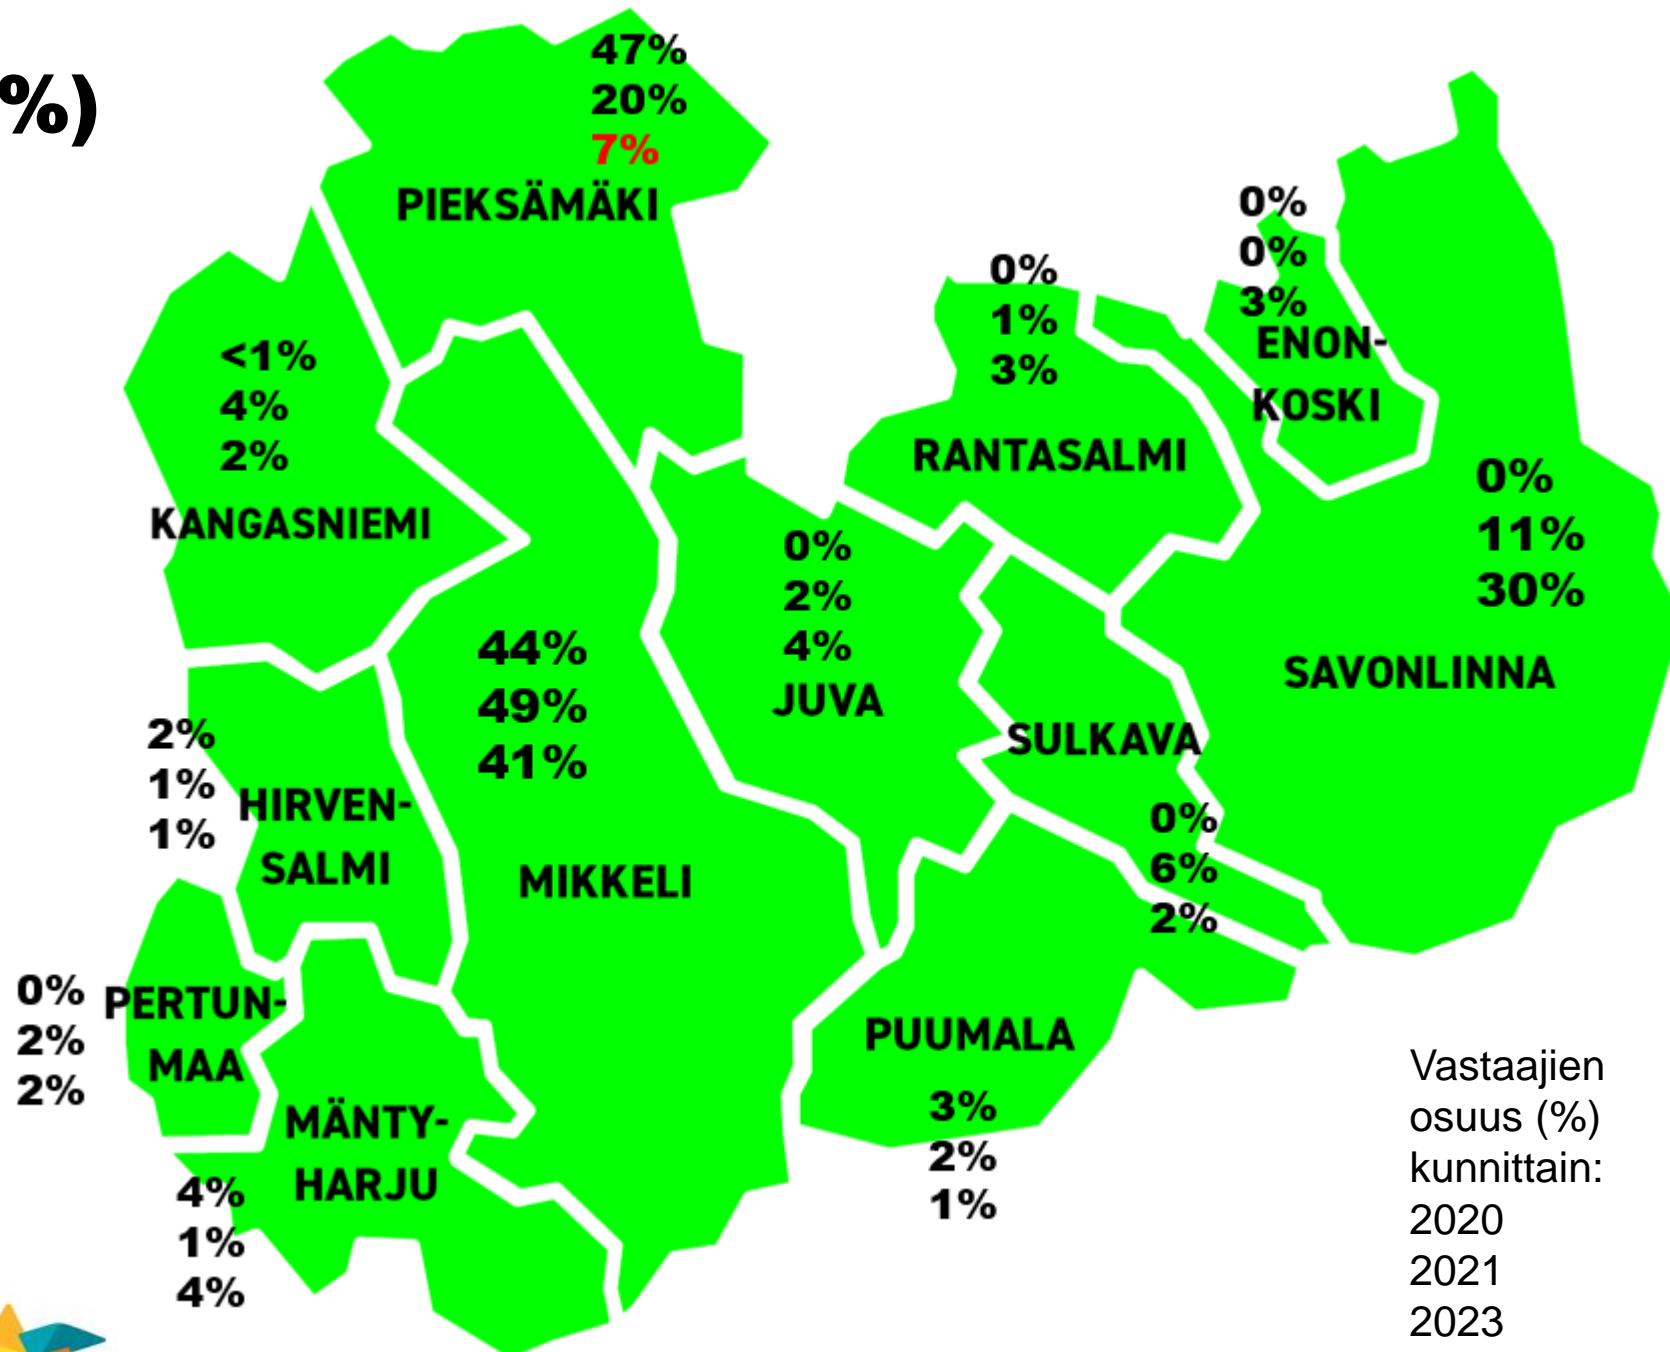 %)
47%
20%
7%
PIEKSÄMÄKI
0%
0%
3%
ENON-
KOSKI
0%
1%
3%
RANTASALMI
<1%
4%
2%
KANGASNIEMI
0%
11%
30%
SAVONLINNA
0%
2%
4%
JUVA
44%
49%
41%
MIKKELI
SULKAVA
0%
6%
2%
2%
1%
1%
HIRVEN-
SALMI
0%
2%
2%
PERTUN-
MAA
PUUMALA
3%
2%
1%
MÄNTY-
HARJU
4%
1%
4%
Vastaajien
osuus (%)
kunnittain:
2020
2021
2023